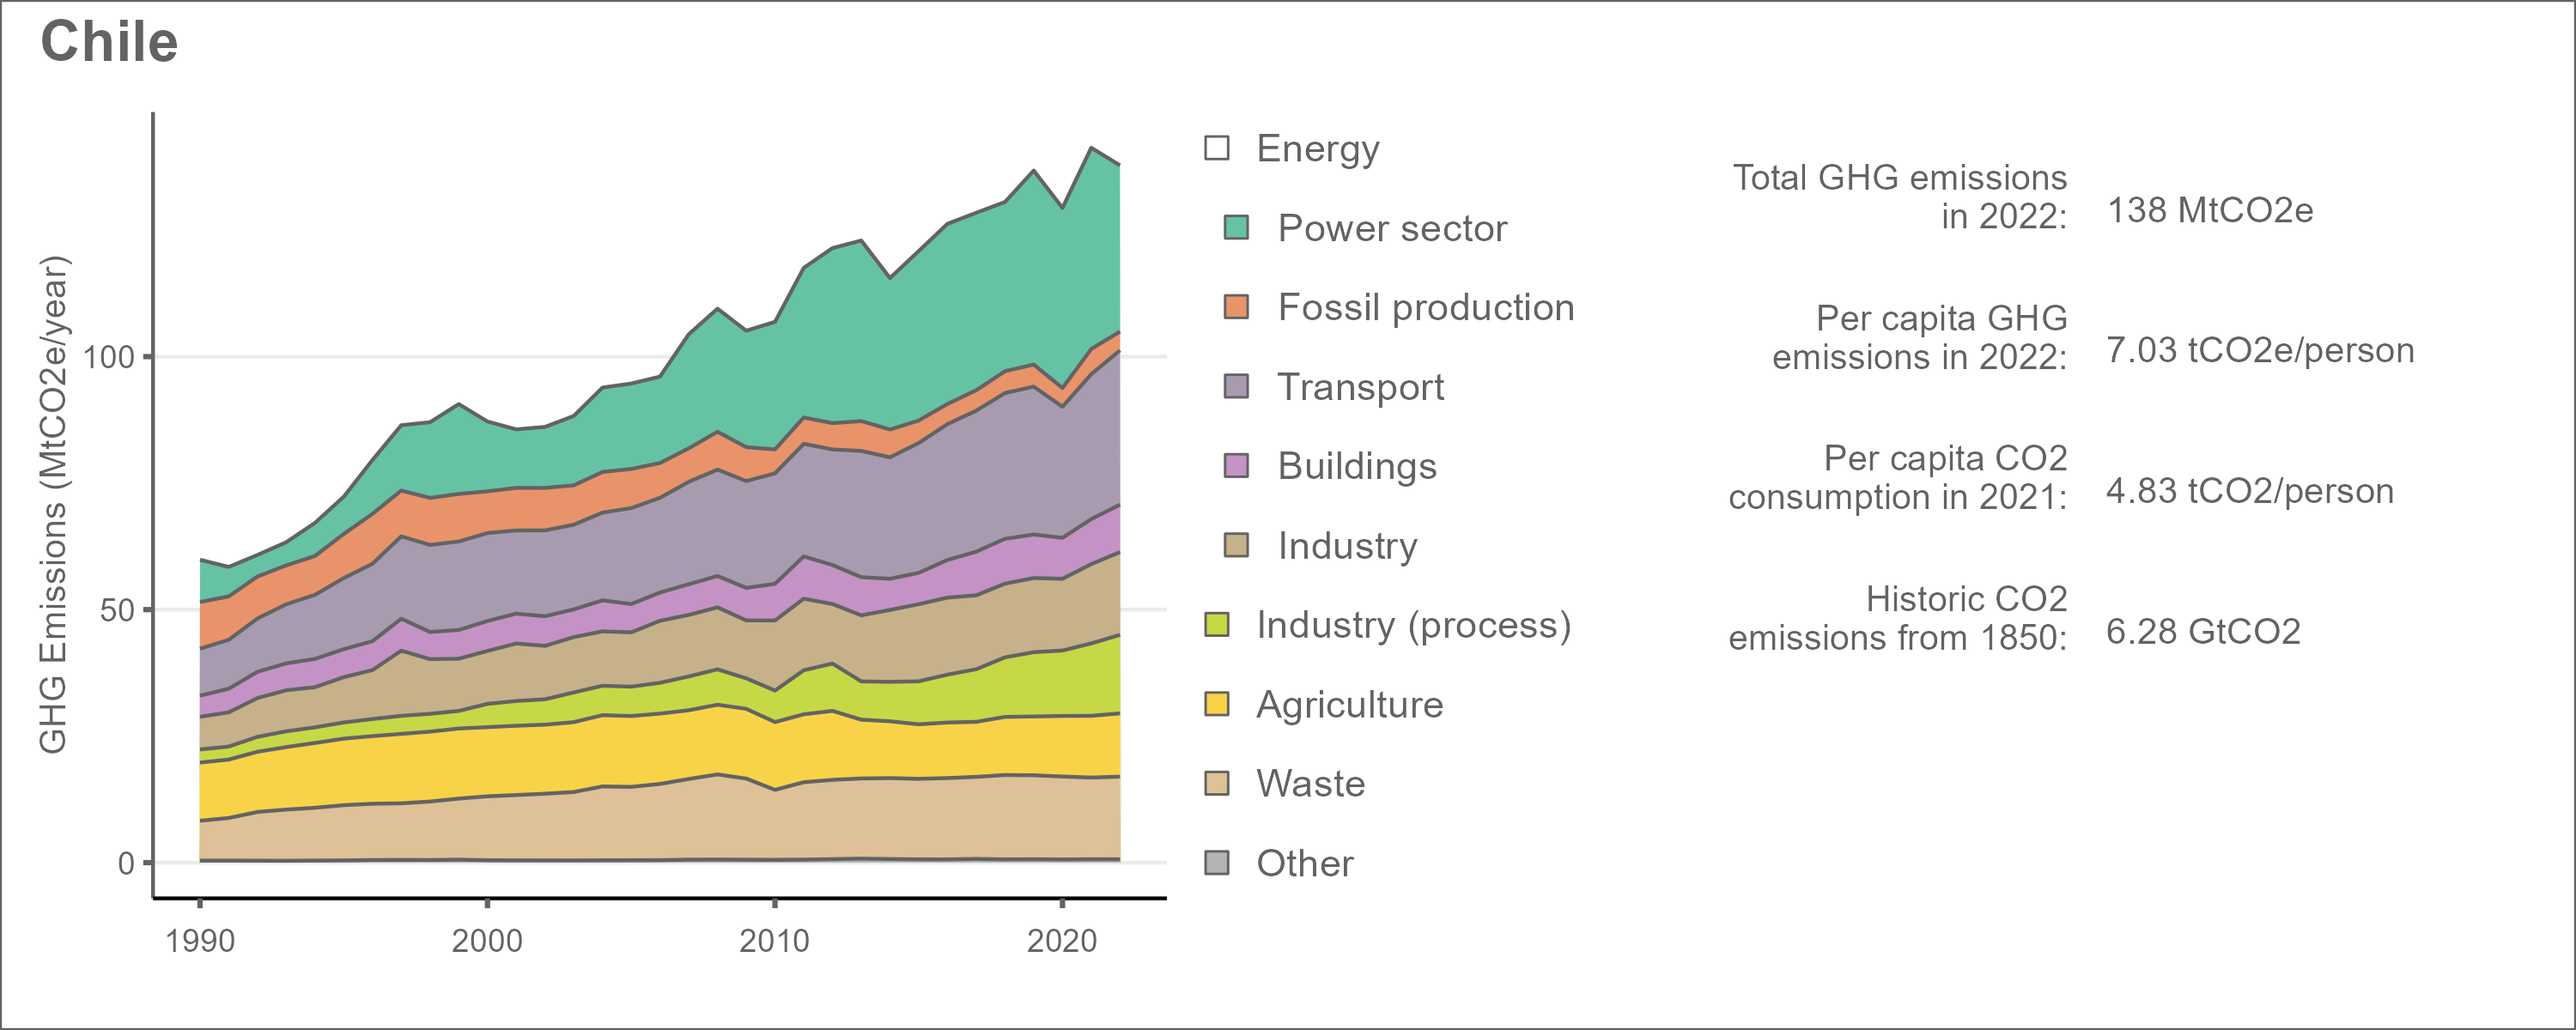 Chile
GHG Emissions (MtCO2e/year)
100
50
0
1990
2000
2010
2020
Energy
Power sector
Fossil production
Transport
Buildings
Industry
Industry (process)
Agriculture
Waste
Other
Total GHG emissions
in 2022:
138 MtCO2e
Per capita GHG
emissions in 2022:
7.03 tCO2e/person
Per capita CO2
consumption in 2021:
4.83 tCO2/person
Historic CO2
emissions from 1850:
6.28 GtCO2